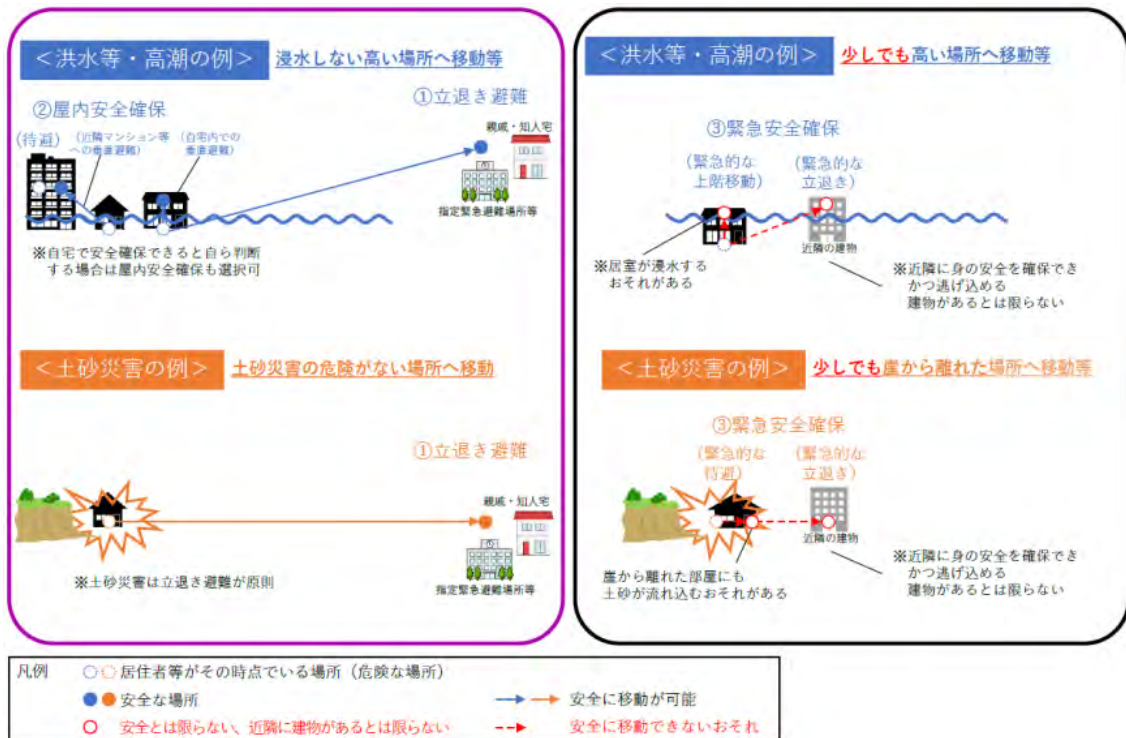 ＜洪水等・高潮の例＞ 浸水しない高い場所へ移動等
①立退き避難
②屋内安全確保
(待避)
(近隣マンション等
への垂直避難)
(自宅内での
垂直避難)
親戚・知人宅
指定緊急避難場所等
※自宅で安全確保できると自ら判断
する場合は屋内安全確保も選択可
＜土砂災害の例＞ 土砂災害の危険がない場所へ移動
①立退き避難
親戚・知人宅
指定緊急避難場所等
※土砂災害は立退き避難が原則
＜洪水等・高潮の例＞ 少しでも高い場所へ移動等
③緊急安全確保
(緊急的な
上階移動)
(緊急的な
立退き)
近隣の建物
※居室が浸水する
おそれがある
※近隣に身の安全を確保でき
かつ逃げ込める
建物があるとは限らない
＜土砂災害の例＞ 少しでも崖から離れた場所へ移動等
③緊急安全確保
(緊急的な
待避)
(緊急的な
立退き)
近隣の建物
崖から離れた部屋にも
土砂が流れ込むおそれがある
※近隣に身の安全を確保でき
かつ逃げ込める
建物があるとは限らない
凡例 居住者等がその時点でいる場所（危険な場所）
安全な場所 安全に移動が可能
安全とは限らない、近隣に建物があるとは限らない 安全に移動できないおそれ